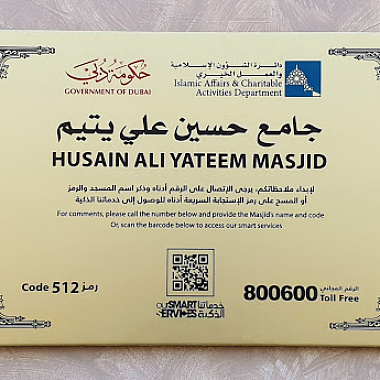 حكومة دبي
GOVERNMENT OF DUBAI
دائرة الشؤون الإسلامية
والعمل الخيري
Islamic Affairs & Charitable
Activities Department
جامع حسين علي يتيم
HUSAIN ALI YATEEM MASJID
لإبداء ملاحظاتكم، يرجى الإتصال على الرقم أدناه وذكر اسم المسجد والرمز
أو المسح على رمز الإستجابة السريعة أدناه للوصول إلى خدماتنا الذكية
For comments, please call the number below and provide the Masjid's name and code
Or, scan the barcode below to access our smart services
Code 512 رمز
OUR SMART SERVICES
خدماتنا الذكية
800600
الرقم المجاني
Toll Free